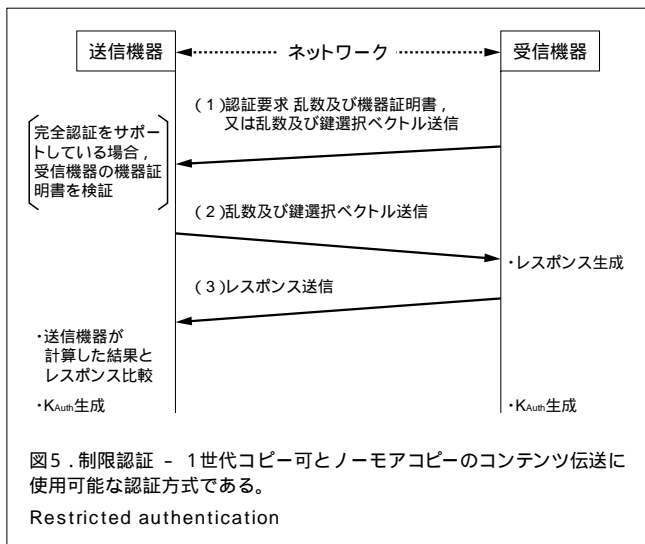 送信機器
ネットワーク
受信機器
(1)認証要求 乱数及び機器証明書,
又は乱数及び鍵選択ベクトル送信
完全認証をサポ
ートしている場合,
受信機器の機器証
明書を検証
(2)乱数及び鍵選択ベクトル送信
・レスポンス生成
(3)レスポンス送信
・送信機器が
計算した結果と
レスポンス比較
・KAuth生成
・KAuth生成
図5.制限認証 - 1世代コピー可とノーモアコピーのコンテンツ伝送に
使用可能な認証方式である。
Restricted authentication